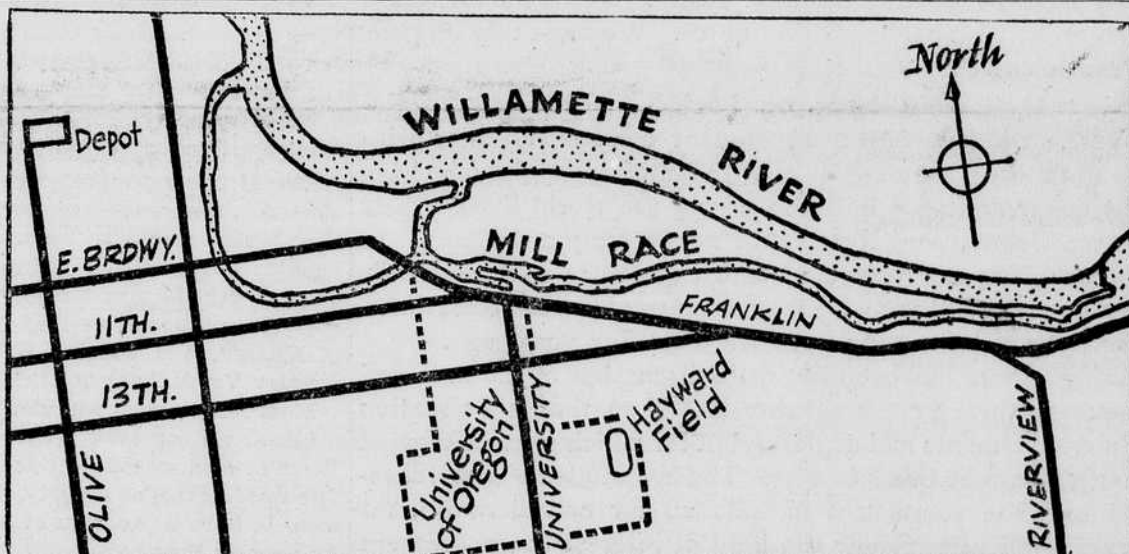 North
WILLAMETTE
RIVER
Depot
E. BRDWY.
MILL RACE
11TH.
FRANKLIN
13TH.
OLIVE
University
of Oregon
UNIVERSITY
Hayward
Field
RIVERVIEW